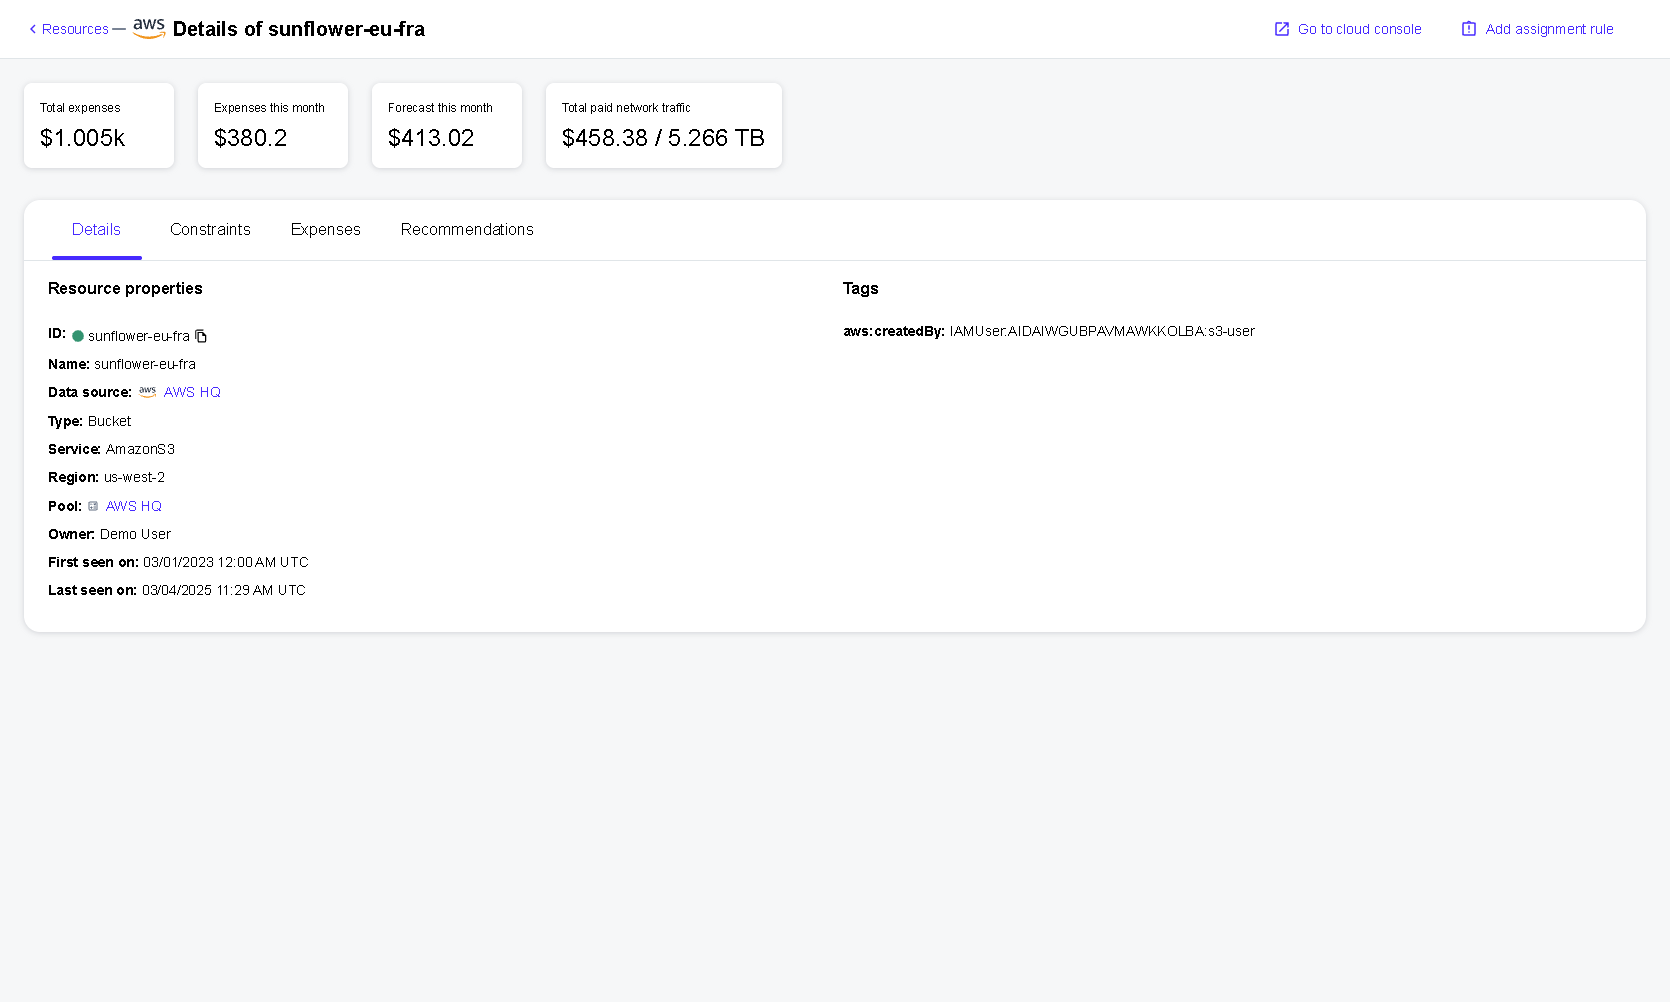 Resources — aws Details of sunflower-eu-fra
Go to cloud console
Add assignment rule
Total expenses
$1.005k
Expenses this month
$380.2
Forecast this month
$413.02
Total paid network traffic
$458.38 / 5.266 TB
Details
Constraints
Expenses
Recommendations
Resource properties
ID: sunflower-eu-fra
Name: sunflower-eu-fra
Data source: aws AWS HQ
Type: Bucket
Service: AmazonS3
Region: us-west-2
Pool: AWS HQ
Owner: Demo User
First seen on: 03/01/2023 12:00 AM UTC
Last seen on: 03/04/2025 11:29 AM UTC
Tags
aws:createdBy: IAMUser:AIDAIWGUBPAVMAWKKOLBA:s3-user